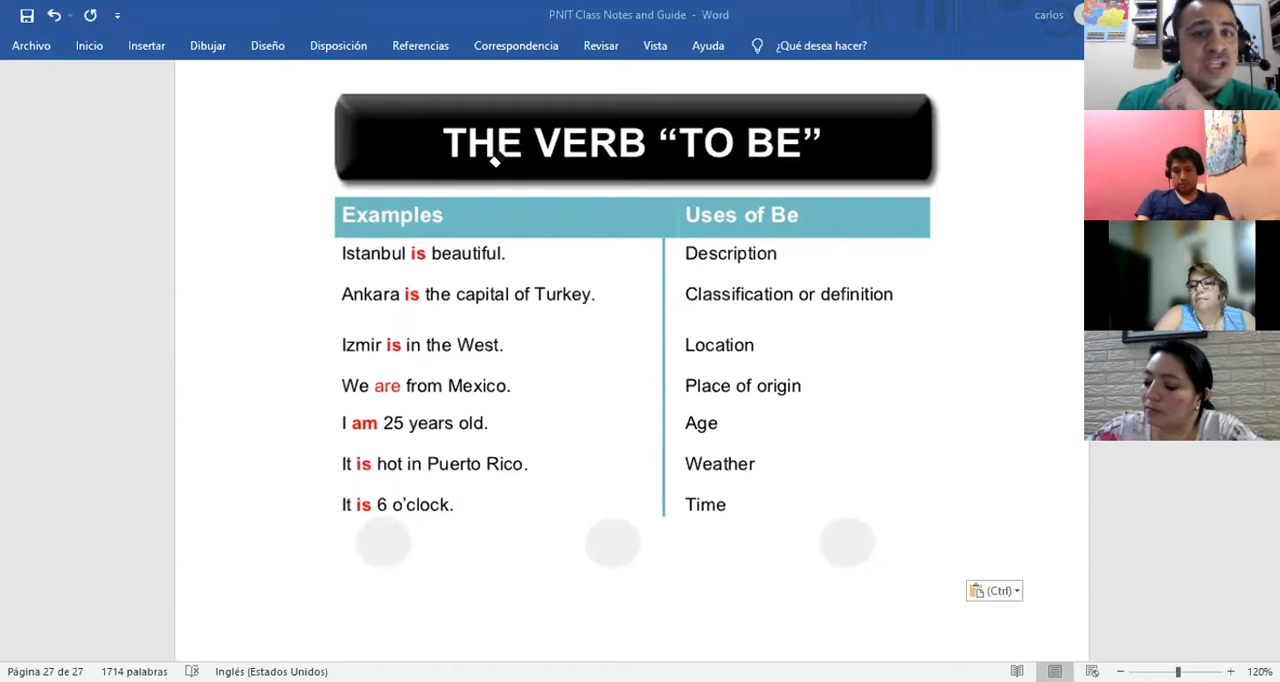 PNIT Class Notes and Guide - Word
carlos
Archivo Inicio Insertar Dibujar Diseño Disposición Referencias Correspondencia Revisar Vista Ayuda ¿Qué desea hacer?
THE VERB “TO BE”
Examples Uses of Be
Istanbul is beautiful. Description
Ankara is the capital of Turkey. Classification or definition
Izmir is in the West. Location
We are from Mexico. Place of origin
I am 25 years old. Age
It is hot in Puerto Rico. Weather
It is 6 o’clock. Time
(Ctrl)
Página 27 de 27 1714 palabras Inglés (Estados Unidos) 120%